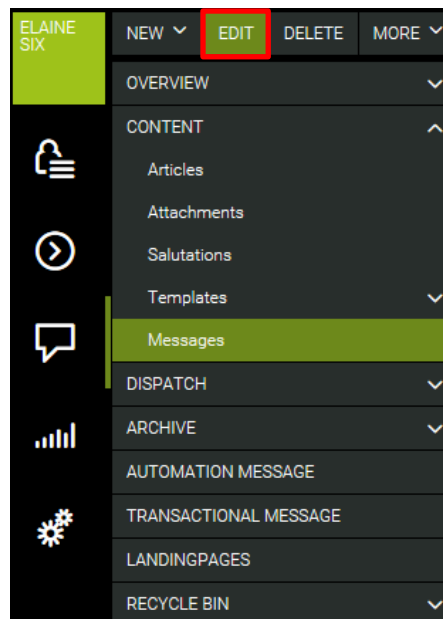 ELAINE
SIX
NEW EDIT DELETE MORE
OVERVIEW
CONTENT
Articles
Attachments
Salutations
Templates
Messages
DISPATCH
ARCHIVE
AUTOMATION MESSAGE
TRANSACTIONAL MESSAGE
LANDINGPAGES
RECYCLE BIN